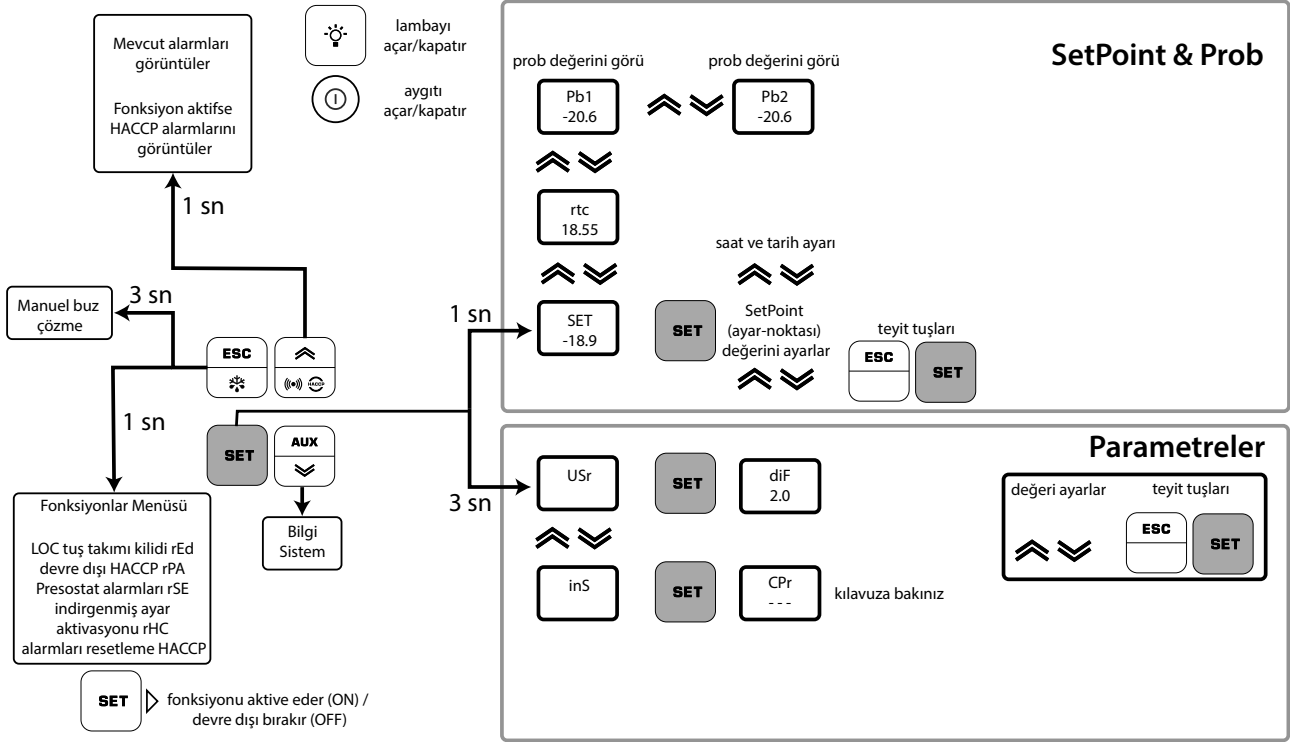 Mevcut alarmları
görüntüler
Fonksiyon aktifse
HACCP alarmlarını
görüntüler
lambayı
açar/kapatır
aygıtı
açar/kapatır
1 sn
3 sn
Manuel buz
çözme
ESC
HACCP
1 sn
SET
AUX
Bilgi
Sistem
Fonksiyonlar Menüsü
LOC tuş takımı kilidi rEd
devre dışı HACCP rPA
Presostat alarmları rSE
indirgenmiş ayar
aktivasyonu rHC
alarmları resetleme HACCP
SET
fonksiyonu aktive eder (ON) /
devre dışı bırakır (OFF)
1 sn
3 sn
SetPoint & Prob
prob değerini görü
prob değerini görü
Pb1
-20.6
Pb2
-20.6
rtc
18.55
saat ve tarih ayarı
SET
-18.9
SET
SetPoint
(ayar-noktası)
değerini ayarlar
teyit tuşları
ESC
SET
Parametreler
USr
SET
diF
2.0
inS
SET
CPr
- - -
kılavuza bakınız
değeri ayarlar
teyit tuşları
ESC
SET